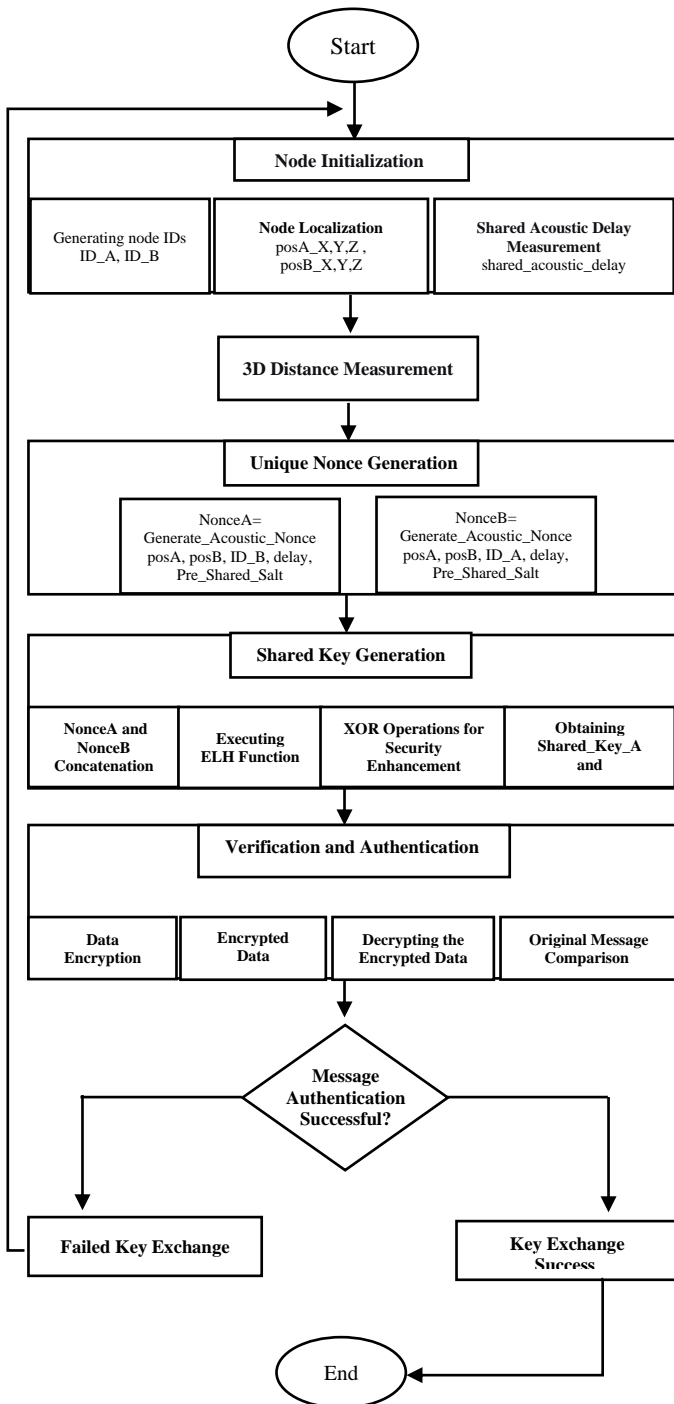 Start
Node Initialization
Generating node IDs
ID_A, ID_B
Node Localization
posA_X,Y,Z ,
posB_X,Y,Z
Shared Acoustic Delay
Measurement
shared_acoustic_delay
3D Distance Measurement
Unique Nonce Generation
NonceA=
Generate_Acoustic_Nonce
posA, posB, ID_B, delay,
Pre_Shared_Salt
NonceB=
Generate_Acoustic_Nonce
posA, posB, ID_A, delay,
Pre_Shared_Salt
Shared Key Generation
NonceA and
NonceB
Concatenation
Executing
ELH Function
XOR Operations for
Security
Enhancement
Obtaining
Shared_Key_A
and
Verification and Authentication
Data
Encryption
Encrypted
Data
Decrypting the
Encrypted Data
Original Message
Comparison
Message
Authentication
Successful?
Failed Key Exchange
Key Exchange
Success
End